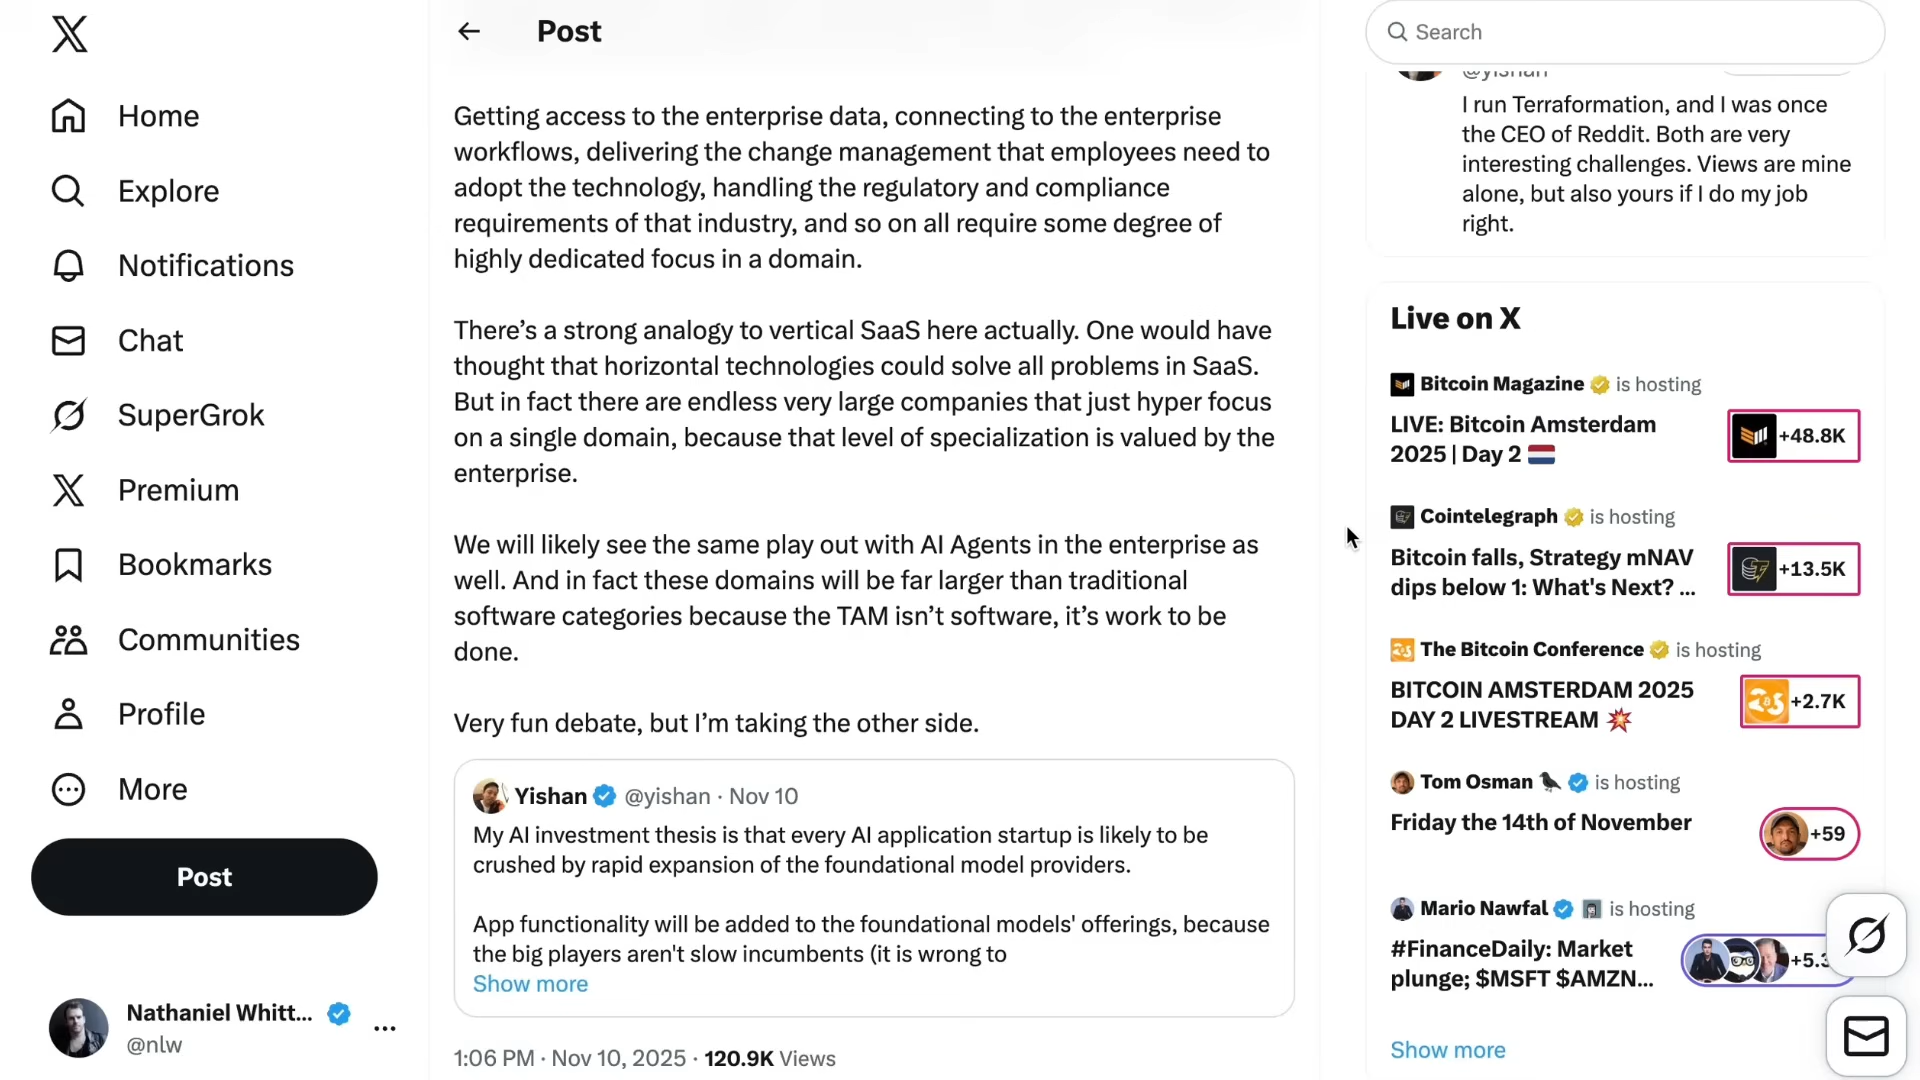 Home
Explore
Notifications
Chat
SuperGrok
Premium
Bookmarks
Communities
Profile
More
Post
Nathaniel Whitt...
@nlw
Post
Getting access to the enterprise data, connecting to the enterprise
workflows, delivering the change management that employees need to
adopt the technology, handling the regulatory and compliance
requirements of that industry, and so on all require some degree of
highly dedicated focus in a domain.
There's a strong analogy to vertical SaaS here actually. One would have
thought that horizontal technologies could solve all problems in SaaS.
But in fact there are endless very large companies that just hyper focus
on a single domain, because that level of specialization is valued by the
enterprise.
We will likely see the same play out with AI Agents in the enterprise as
well. And in fact these domains will be far larger than traditional
software categories because the TAM isn't software, it's work to be
done.
Very fun debate, but I'm taking the other side.
Yishan @yishan · Nov 10
My AI investment thesis is that every AI application startup is likely to be
crushed by rapid expansion of the foundational model providers.
App functionality will be added to the foundational models' offerings, because
the big players aren't slow incumbents (it is wrong to
Show more
1:06 PM · Nov 10, 2025 · 120.9K Views
Search
@yishan
I run Terraformation, and I was once
the CEO of Reddit. Both are very
interesting challenges. Views are mine
alone, but also yours if I do my job
right.
Live on X
Bitcoin Magazine is hosting
LIVE: Bitcoin Amsterdam
2025 | Day 2
+48.8K
Cointelegraph is hosting
Bitcoin falls, Strategy mNAV
dips below 1: What's Next? ...
+13.5K
The Bitcoin Conference is hosting
BITCOIN AMSTERDAM 2025
DAY 2 LIVESTREAM
+2.7K
Tom Osman is hosting
Friday the 14th of November
+59
Mario Nawfal is hosting
#FinanceDaily: Market
plunge; $MSFT $AMZN...
Show more